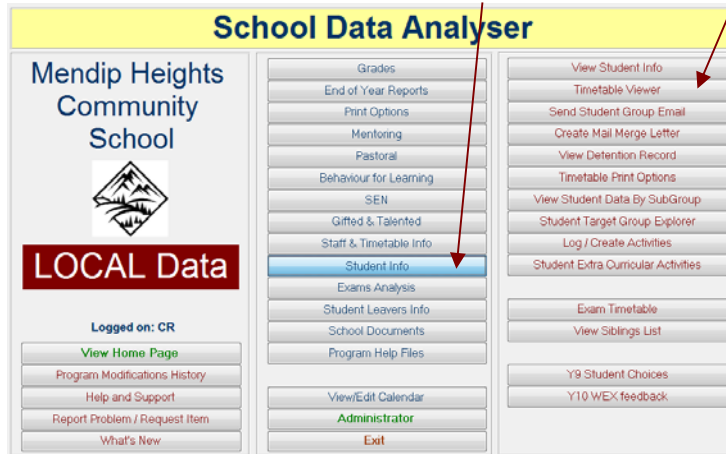 School Data Analyser
Mendip Heights
Community
School
LOCAL Data
Logged on: CR
View Home Page
Program Modifications History
Help and Support
Report Problem / Request Item
What's New
Grades
End of Year Reports
Print Options
Mentoring
Pastoral
Behaviour for Learning
SEN
Gifted & Talented
Staff & Timetable Info
Student Info
Exams Analysis
Student Leavers Info
School Documents
Program Help Files
View/Edit Calendar
Administrator
Exit
View Student Info
Timetable Viewer
Send Student Group Email
Create Mail Merge Letter
View Detention Record
Timetable Print Options
View Student Data By SubGroup
Student Target Group Explorer
Log / Create Activities
Student Extra Curricular Activities
Exam Timetable
View Siblings List
Y9 Student Choices
Y10 WEX feedback